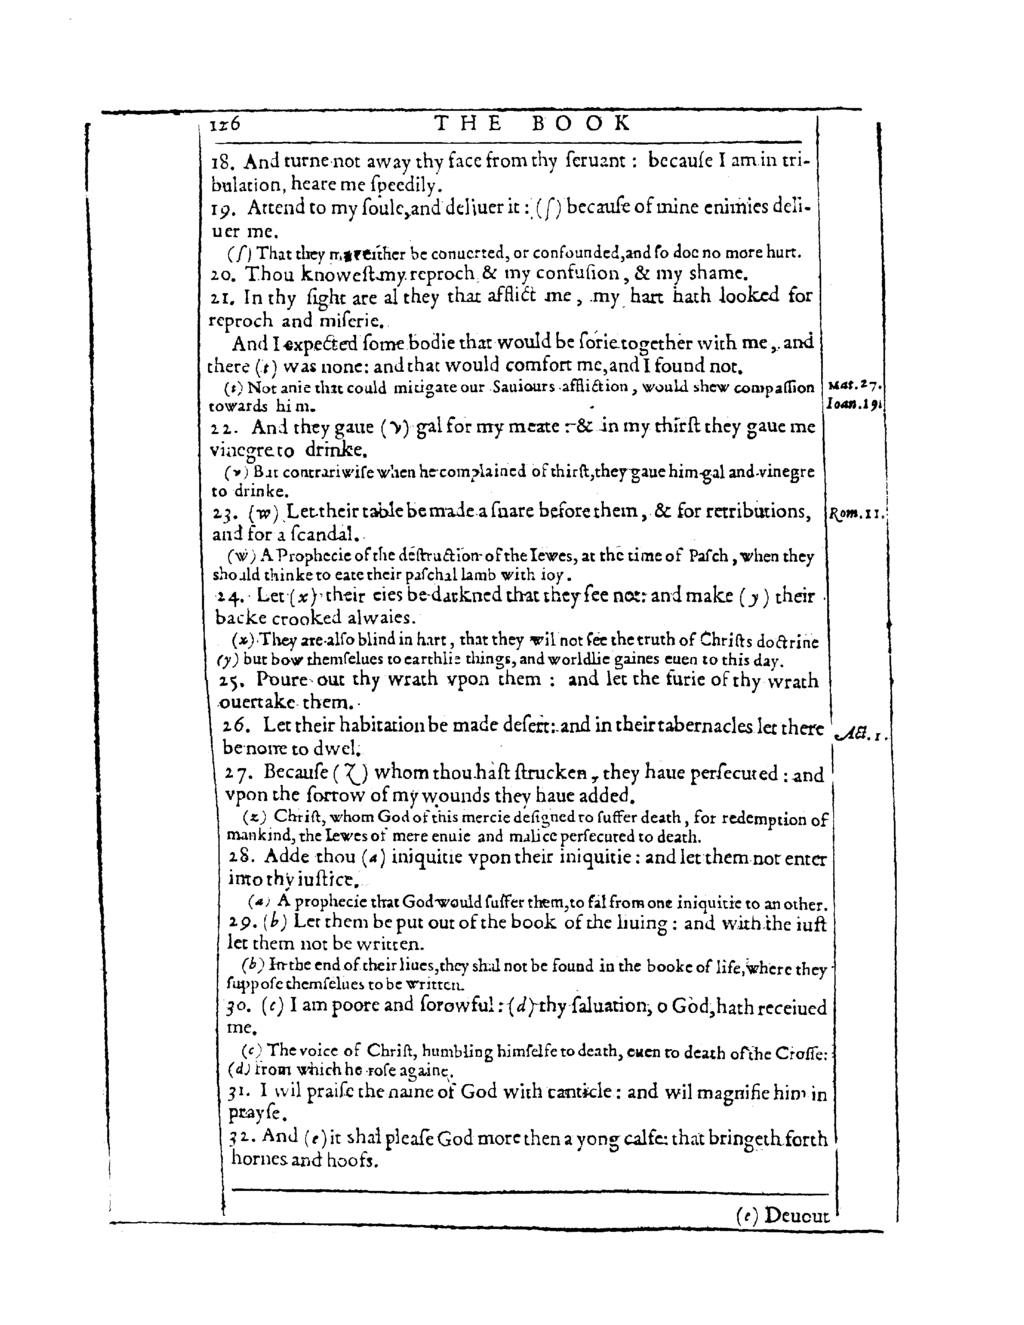 126 THE BOOK
18. And turne not away thy face from thy ſeruant : becauſe I am in tri-
bulation, heare me ſpeedily.
19. Attend to my ſoule, and deliuer it : (ſ) becauſe of mine enimies deli-
uer me.
(ſ) That they either be conuerted, or confounded, and ſo doe no more hurt.
20. Thou knoweſt my reproch & my confuſion, & my shame.
21. In thy ſight are al they that afflict me, my hart hath looked for
reproch and miſerie.
And I expected ſome bodie that would be ſorie together with me, and
there (t) was none: and that would comfort me, and I found not.
(t) Not anie that could mitigate our Sauiours affliction, would shew compaſſion
Mat. 27.
towards him.
Ioan. 19
22. And they gaue (v) gal for my meate : & in my thirſt they gaue me
vinegre to drinke.
(v) But contrariwiſe when he complained of thirſt, they gaue him gal and vinegre
to drinke.
23. (w) Let their table be made a ſnare before them, & for retributions,
Rom. 11.
and for a ſcandal.
(w) A Prophecie of the deſtruction of the Iewes, at the time of Paſch, when they
should thinke to eate their paſchal lamb with ioy.
24. Let (x) their eies be darkned that they ſee not: and make (y) their
backe crooked alwaies.
(x) They are alſo blind in hart, that they wil not ſee the truth of Chriſts doctrine
(y) but bow themſelues to earthlie things, and worldlie gaines euen to this day.
25. Poure out thy wrath vpon them : and let the furie of thy wrath
ouertake them.
26. Let their habitation be made deſert: and in their tabernacles let there
Act. 1.
be none to dwel.
27. Becauſe (z) whom thou haſt ſtrucken, they haue perſecuted : and
vpon the ſorrow of my wounds they haue added.
(z) Chriſt, whom God of this mercie deſigned to ſuffer death, for redemption of
mankind, the Iewes of mere enuie and malice perſecuted to death.
28. Adde thou (a) iniquitie vpon their iniquitie : and let them not enter
into thy iuſtice.
(a) A prophecie that God would ſuffer them, to fal from one iniquitie to an other.
29. (b) Let them be put out of the book of the liuing : and with the iuſt
let them not be written.
(b) In the end of their liues, they shal not be found in the booke of life, where they
ſuppoſe themſelues to be written.
30. (c) I am poore and ſorowful : (d) thy ſaluation, o God, hath receiued
me.
(c) The voice of Chriſt, humbling himſelfe to death, euen to death of the Croſſe:
(d) from which he roſe againe.
31. I wil praiſe the name of God with canticle : and wil magnifie him in
prayſe.
32. And (e) it shal pleaſe God more then a yong calfe: that bringeth forth
hornes and hoofs.
(e) Deuout